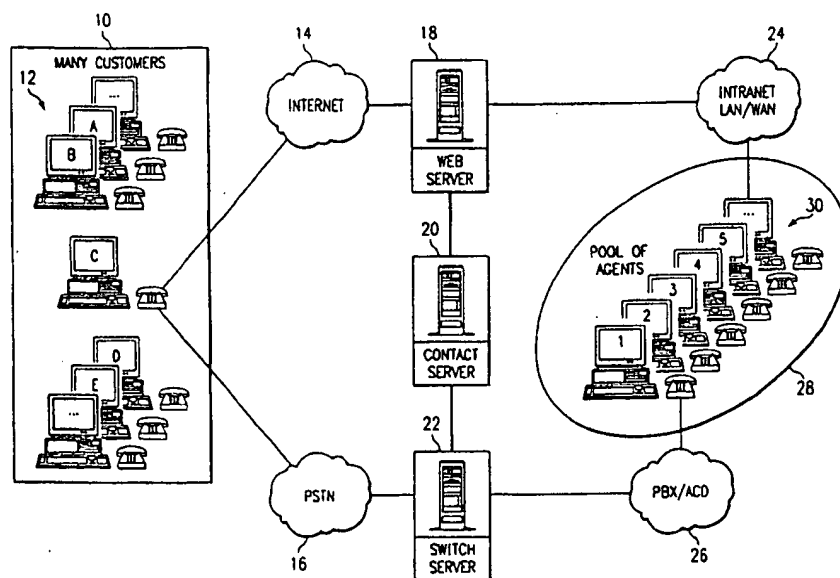 10
MANY CUSTOMERS
12
...
A
B
C
D
E
...
14
INTERNET
16
PSTN
18
WEB
SERVER
20
CONTACT
SERVER
22
SWITCH
SERVER
24
INTRANET
LAN/WAN
30
POOL OF
AGENTS
...
5
4
3
2
1
28
PBX/ACD
26